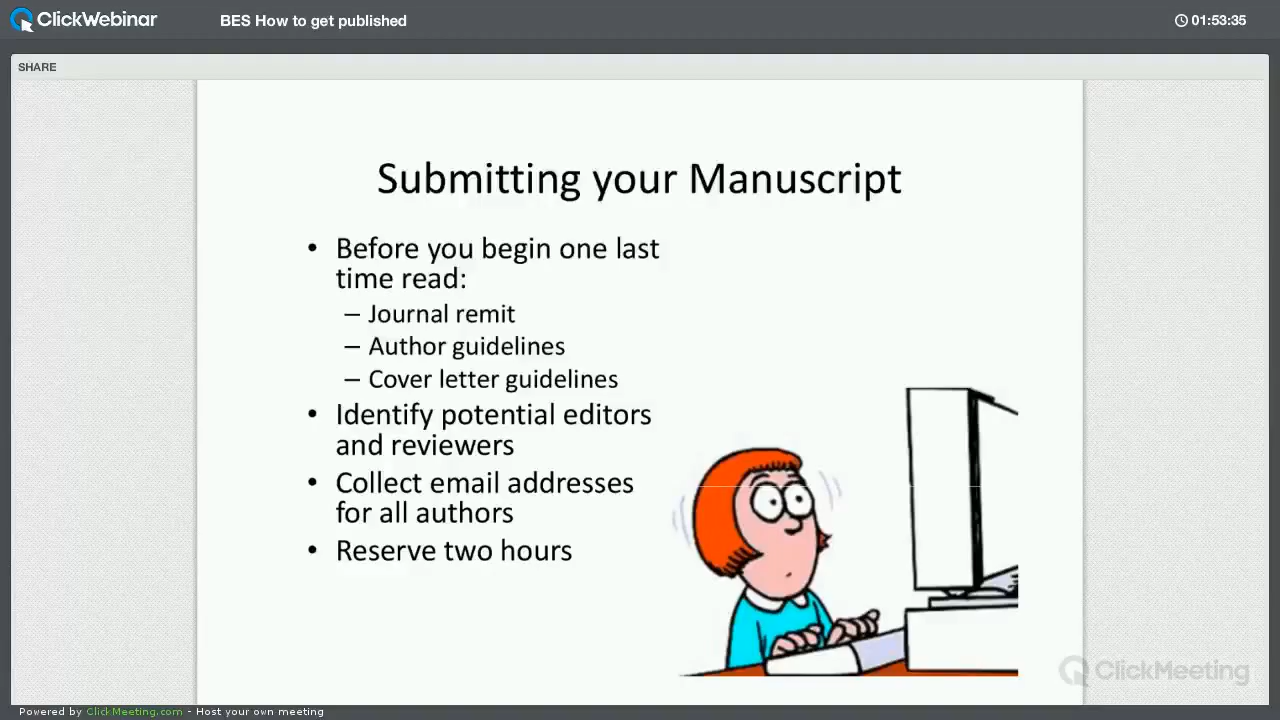 ClickWebinar
BES How to get published
01:53:35
SHARE
Submitting your Manuscript
• Before you begin one last
time read:
– Journal remit
– Author guidelines
– Cover letter guidelines
• Identify potential editors
and reviewers
• Collect email addresses
for all authors
• Reserve two hours
ClickMeeting
Powered by ClickMeeting.com - Host your own meeting